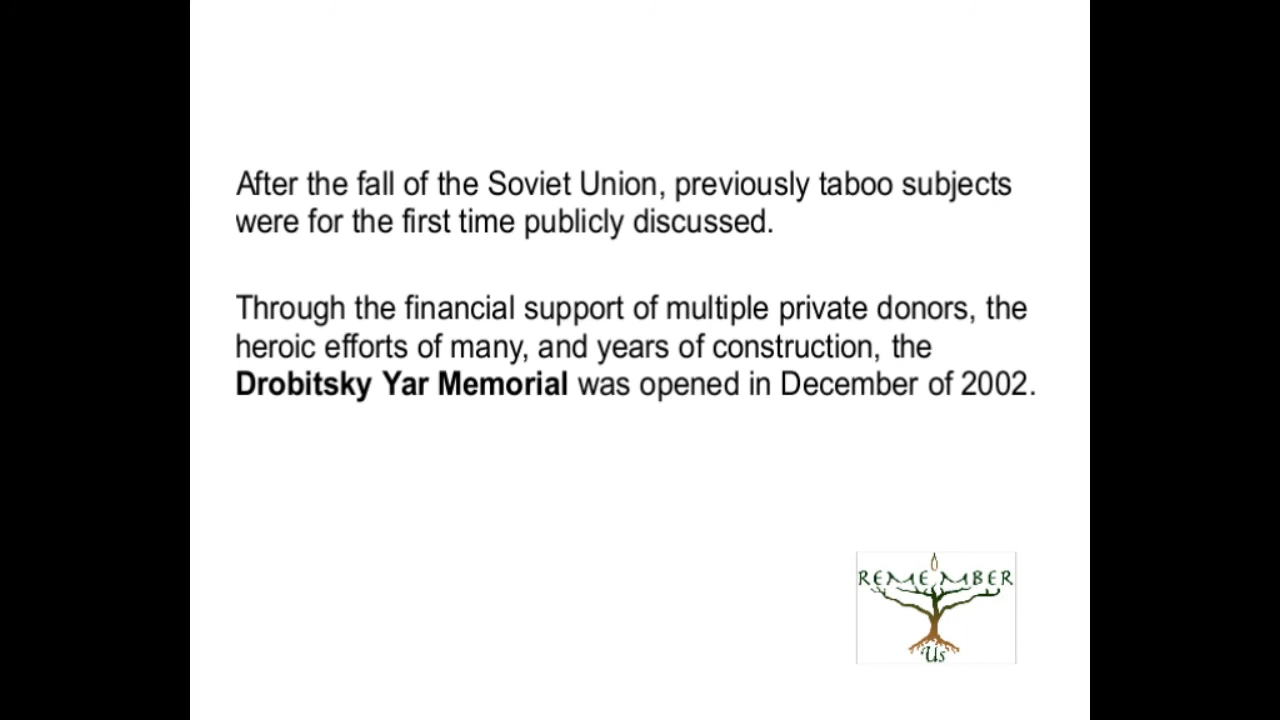 After the fall of the Soviet Union, previously taboo subjects
were for the first time publicly discussed.
Through the financial support of multiple private donors, the
heroic efforts of many, and years of construction, the
Drobitsky Yar Memorial was opened in December of 2002.
REMEMBER
Us